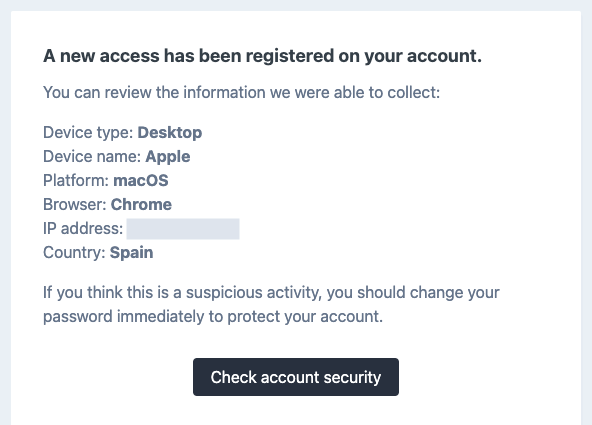 A new access has been registered on your account.
You can review the information we were able to collect:
Device type: Desktop
Device name: Apple
Platform: macOS
Browser: Chrome
IP address:
Country: Spain
If you think this is a suspicious activity, you should change your
password immediately to protect your account.
Check account security